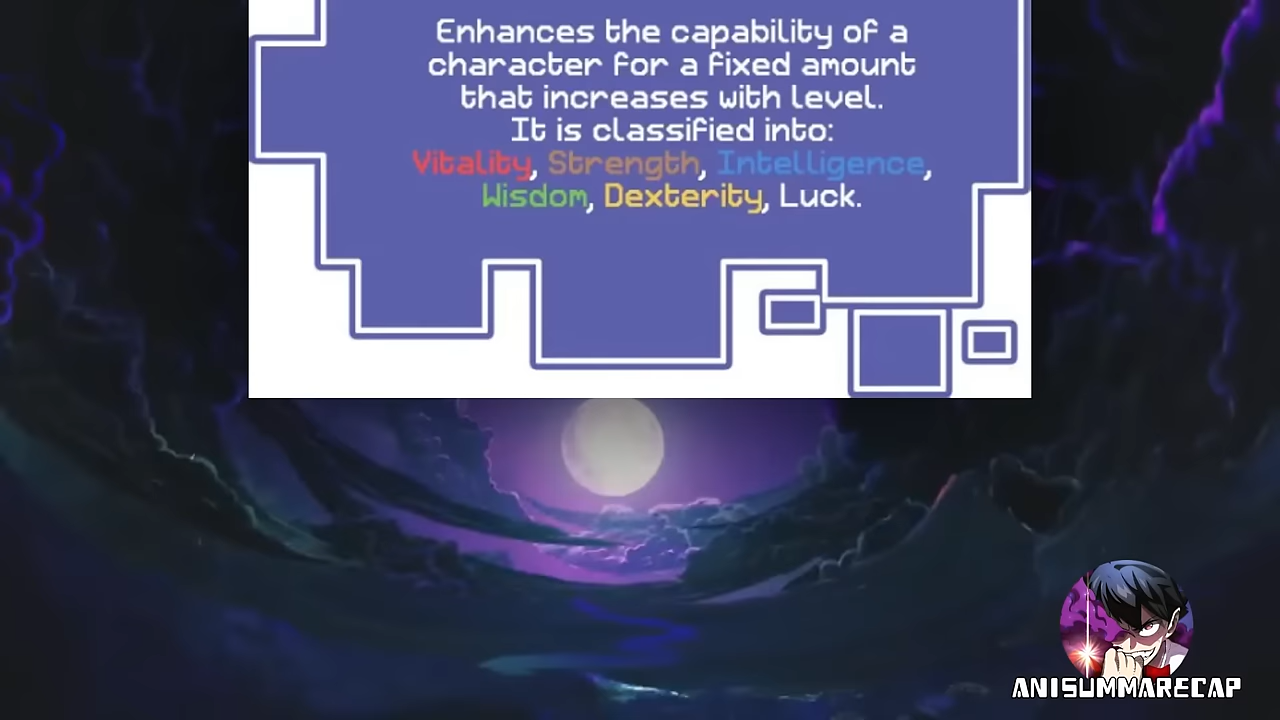 Enhances the capability of a
character for a fixed amount
that increases with level.
It is classified into:
Vitality, Strength, Intelligence,
Wisdom, Dexterity, Luck.
ANISUMMARECAP